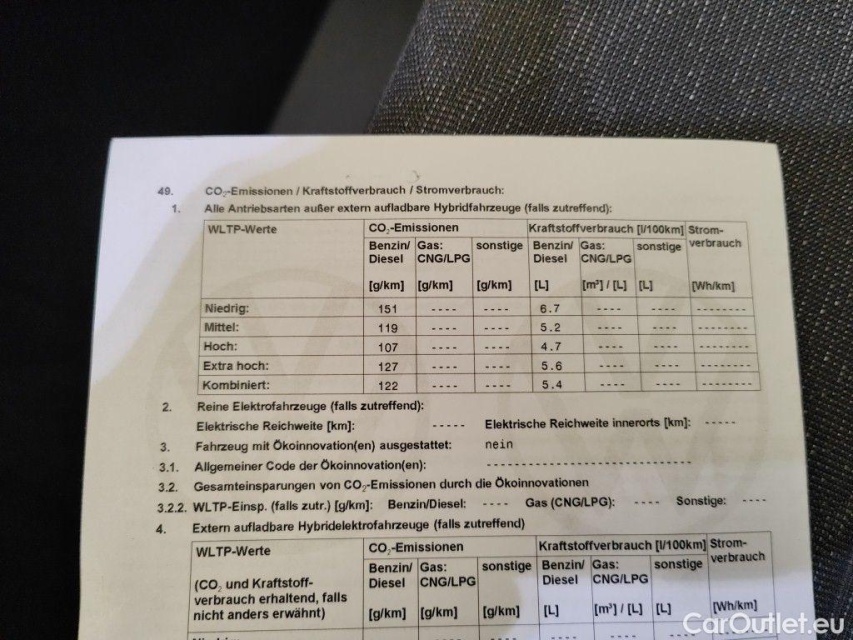 49. CO₂-Emissionen / Kraftstoffverbrauch / Stromverbrauch:
1. Alle Antriebsarten außer extern aufladbare Hybridfahrzeuge (falls zutreffend):
WLTP-Werte CO₂-Emissionen Kraftstoffverbrauch [l/100km] Strom-
verbrauch
Benzin/ Gas: sonstige Benzin/ Gas: sonstige
Diesel CNG/LPG Diesel CNG/LPG
[g/km] [g/km] [g/km] [L] [m³] / [L] [L] [Wh/km]
Niedrig: 151 ---- ---- 6.7 ---- ---- --------
Mittel: 119 ---- ---- 5.2 ---- ---- --------
Hoch: 107 ---- ---- 4.7 ---- ---- --------
Extra hoch: 127 ---- ---- 5.6 ---- ---- --------
Kombiniert: 122 ---- ---- 5.4 ---- ---- --------
2. Reine Elektrofahrzeuge (falls zutreffend):
Elektrische Reichweite [km]: ----- Elektrische Reichweite innerorts [km]: -----
3. Fahrzeug mit Ökoinnovation(en) ausgestattet: nein
3.1. Allgemeiner Code der Ökoinnovation(en): ------------------------------
3.2. Gesamteinsparungen von CO₂-Emissionen durch die Ökoinnovationen
3.2.2. WLTP-Einsp. (falls zutr.) [g/km]: Benzin/Diesel: ---- Gas (CNG/LPG): ---- Sonstige: ----
4. Extern aufladbare Hybridelektrofahrzeuge (falls zutreffend)
WLTP-Werte CO₂-Emissionen Kraftstoffverbrauch [l/100km] Strom-
verbrauch
Benzin/ Gas: sonstige Benzin/ Gas: sonstige
Diesel CNG/LPG Diesel CNG/LPG
(CO₂ und Kraftstoff-
verbrauch erhaltend, falls
nicht anders erwähnt) [g/km] [g/km] [g/km] [L] [m³] / [L] [L] [Wh/km]
CarOutlet.eu